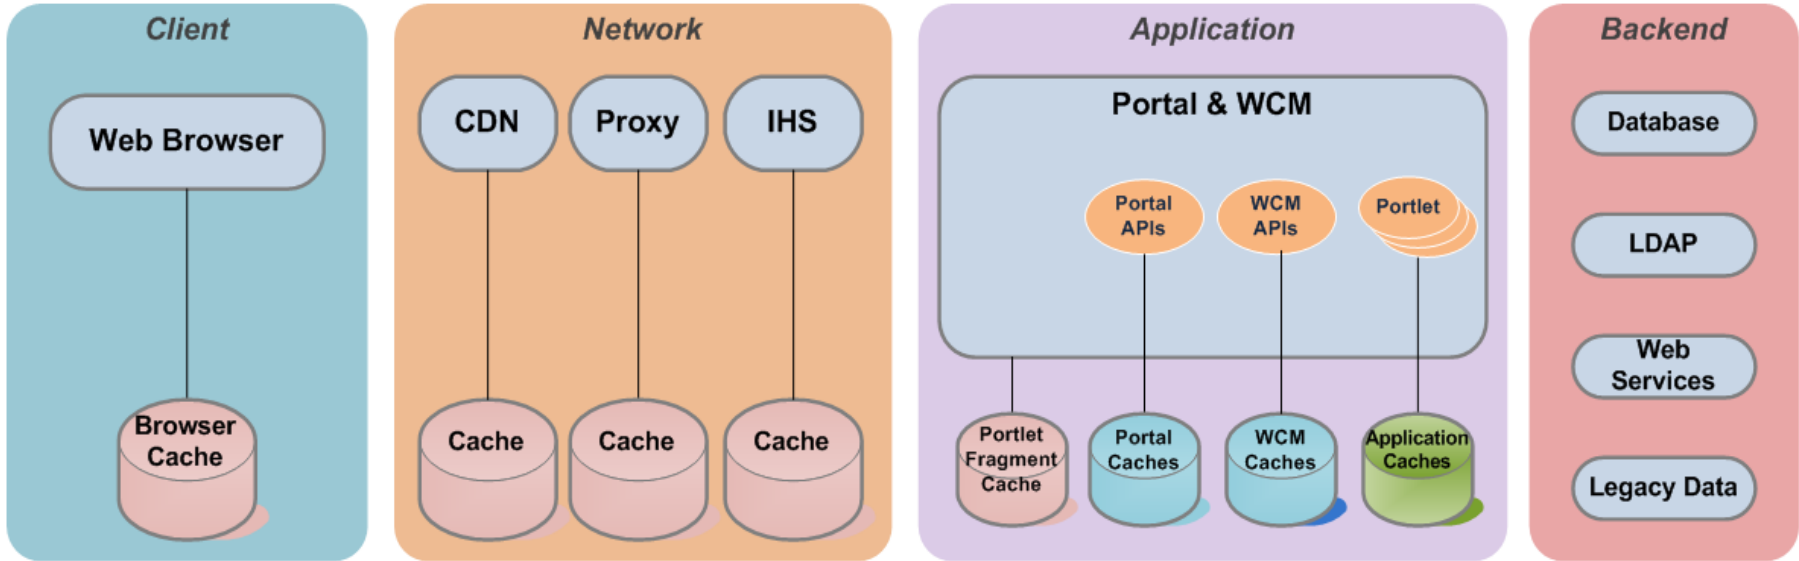 Client
Web Browser
Browser
Cache
Network
CDN
Proxy
IHS
Cache
Cache
Cache
Application
Portal & WCM
Portal
APIs
WCM
APIs
Portlet
Portlet
Fragment
Cache
Portal
Caches
WCM
Caches
Application
Caches
Backend
Database
LDAP
Web
Services
Legacy Data